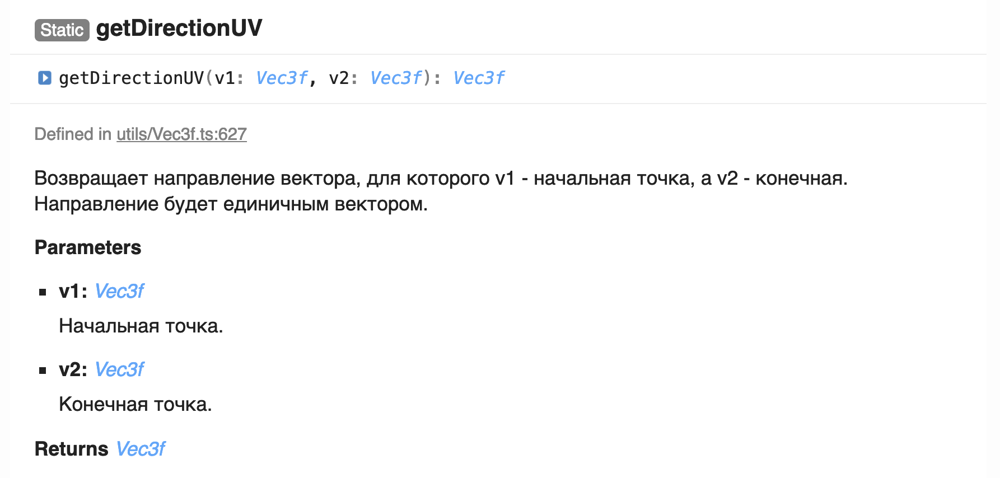 Static getDirectionUV
getDirectionUV(v1: Vec3f, v2: Vec3f): Vec3f
Defined in utils/Vec3f.ts:627
Возвращает направление вектора, для которого v1 - начальная точка, а v2 - конечная.
Направление будет единичным вектором.
Parameters
v1: Vec3f
Начальная точка.
v2: Vec3f
Конечная точка.
Returns Vec3f